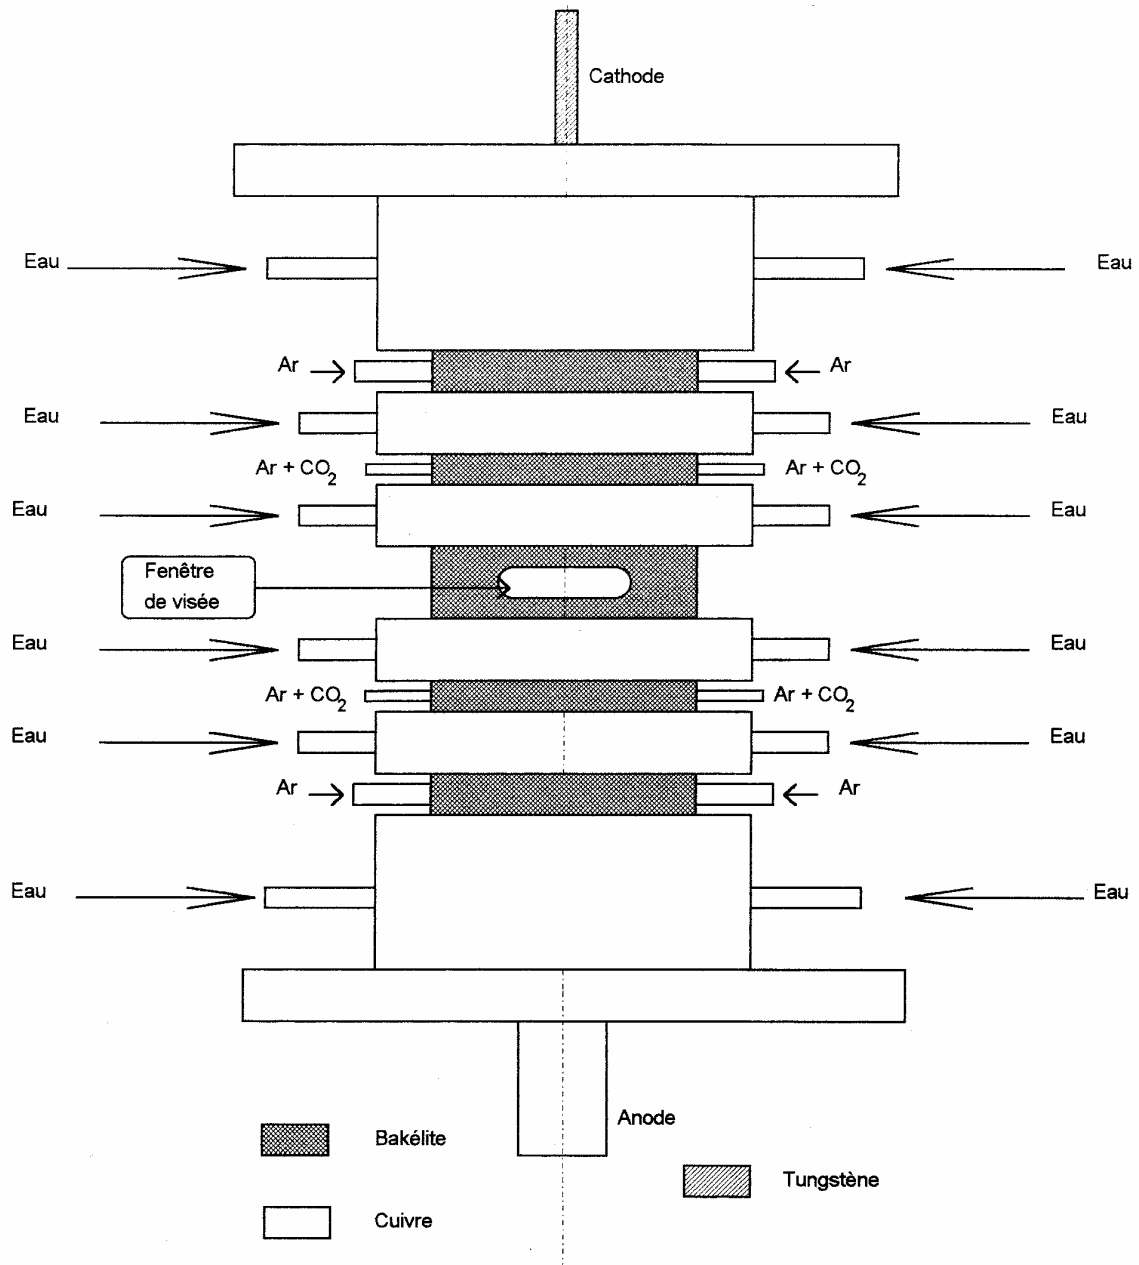 Cathode
Eau
Eau
Ar
Ar
Eau
Eau
Ar + CO2
Ar + CO2
Eau
Eau
Fenêtre
de visée
Eau
Eau
Ar + CO2
Ar + CO2
Eau
Eau
Ar
Ar
Eau
Eau
Anode
Bakélite
Tungstène
Cuivre